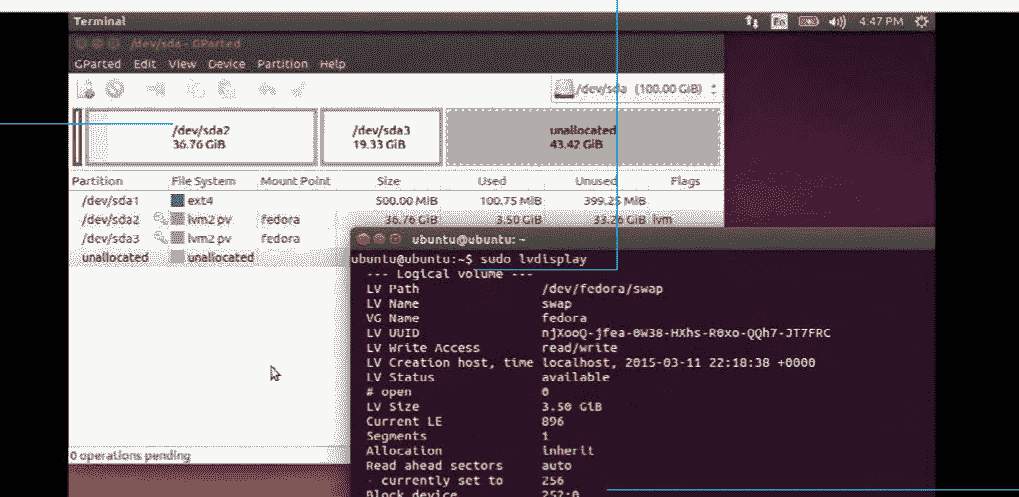 Terminal
En
4:47 PM
/dev/sda - GParted
GParted Edit View Device Partition Help
/dev/sda (100.00 GiB)
/dev/sda2
36.76 GiB
/dev/sda3
19.33 GiB
unallocated
43.42 GiB
Partition File System Mount Point Size Used Unused Flags
/dev/sda1 ext4 500.00 MiB 100.75 MiB 399.25 MiB
/dev/sda2 lvm2 pv fedora 36.76 GiB 3.50 GiB 33.26 GiB lvm
/dev/sda3 lvm2 pv fedora
unallocated unallocated
0 operations pending
ubuntu@ubuntu: ~
ubuntu@ubuntu:~$ sudo lvdisplay
--- Logical volume ---
LV Path /dev/fedora/swap
LV Name swap
VG Name fedora
LV UUID njXooQ-jfea-0W38-HXhs-R0xo-QQh7-JT7FRC
LV Write Access read/write
LV Creation host, time localhost, 2015-03-11 22:18:38 +0000
LV Status available
# open 0
LV Size 3.50 GiB
Current LE 896
Segments 1
Allocation inherit
Read ahead sectors auto
- currently set to 256
Block device 252:0